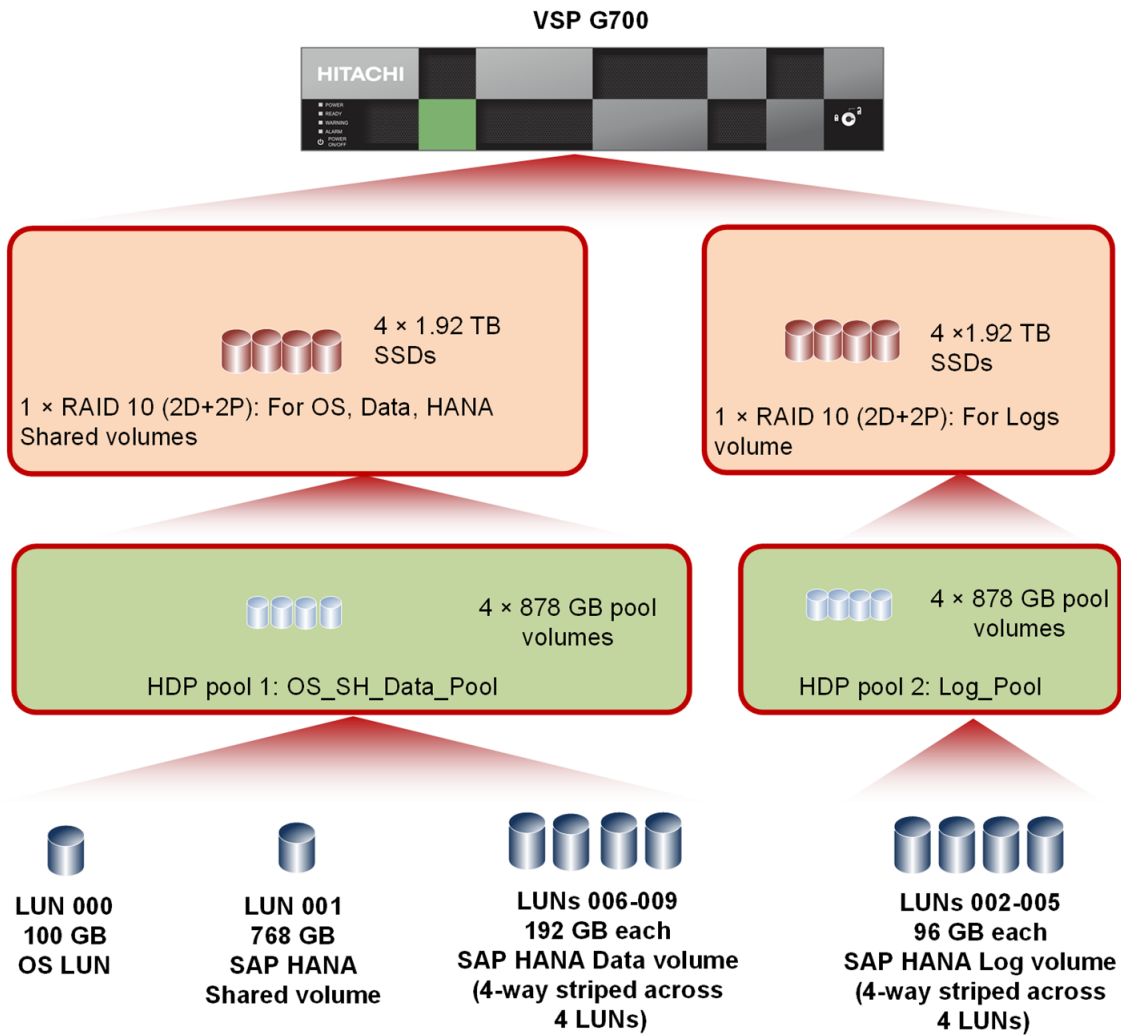 VSP G700
HITACHI
POWER
READY
WARNING
ALARM
POWER
ON/OFF
4 × 1.92 TB
SSDs
1 × RAID 10 (2D+2P): For OS, Data, HANA
Shared volumes
4 ×1.92 TB
SSDs
1 × RAID 10 (2D+2P): For Logs
volume
4 × 878 GB pool
volumes
HDP pool 1: OS_SH_Data_Pool
4 × 878 GB pool
volumes
HDP pool 2: Log_Pool
LUN 000
100 GB
OS LUN
LUN 001
768 GB
SAP HANA
Shared volume
LUNs 006-009
192 GB each
SAP HANA Data volume
(4-way striped across
4 LUNs)
LUNs 002-005
96 GB each
SAP HANA Log volume
(4-way striped across
4 LUNs)